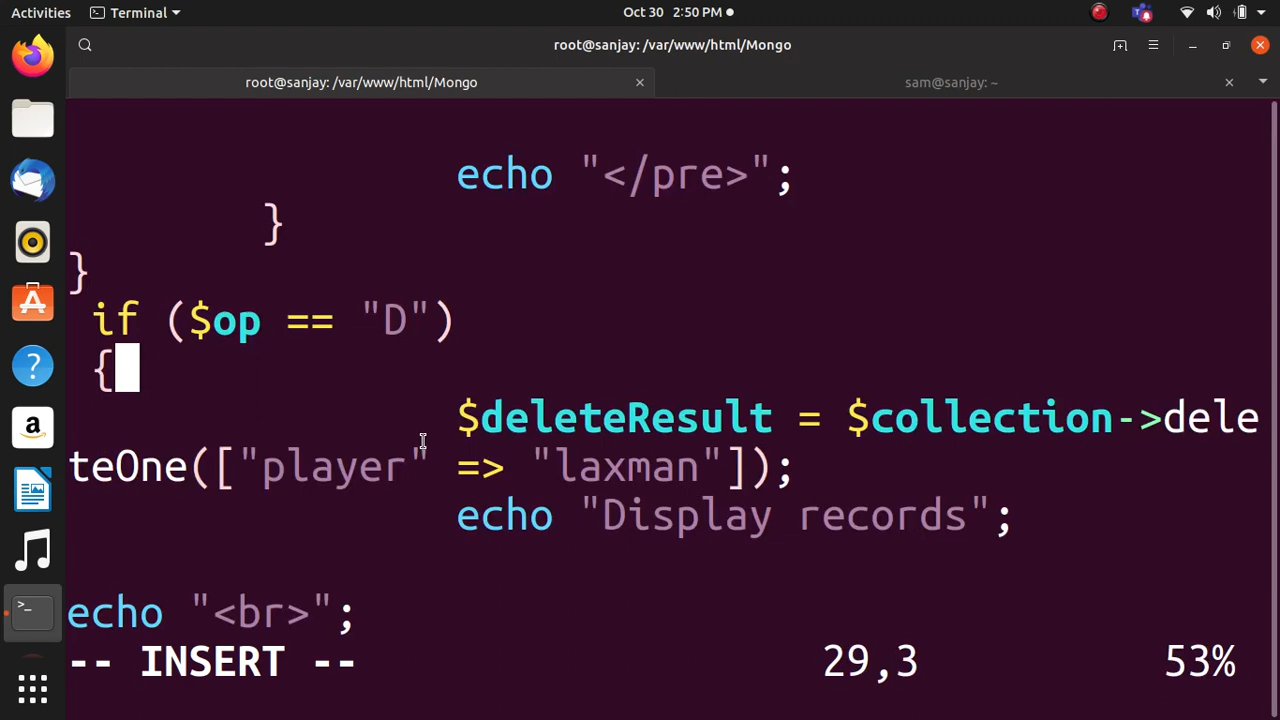 Activities
Terminal
Oct 30 2:50 PM
root@sanjay: /var/www/html/Mongo
root@sanjay: /var/www/html/Mongo
sam@sanjay: ~
echo "</pre>";
}
}
if ($op == "D")
{
$deleteResult = $collection->dele
teOne(["player" => "laxman"]);
echo "Display records";
echo "<br>";
-- INSERT --
29,3
53%